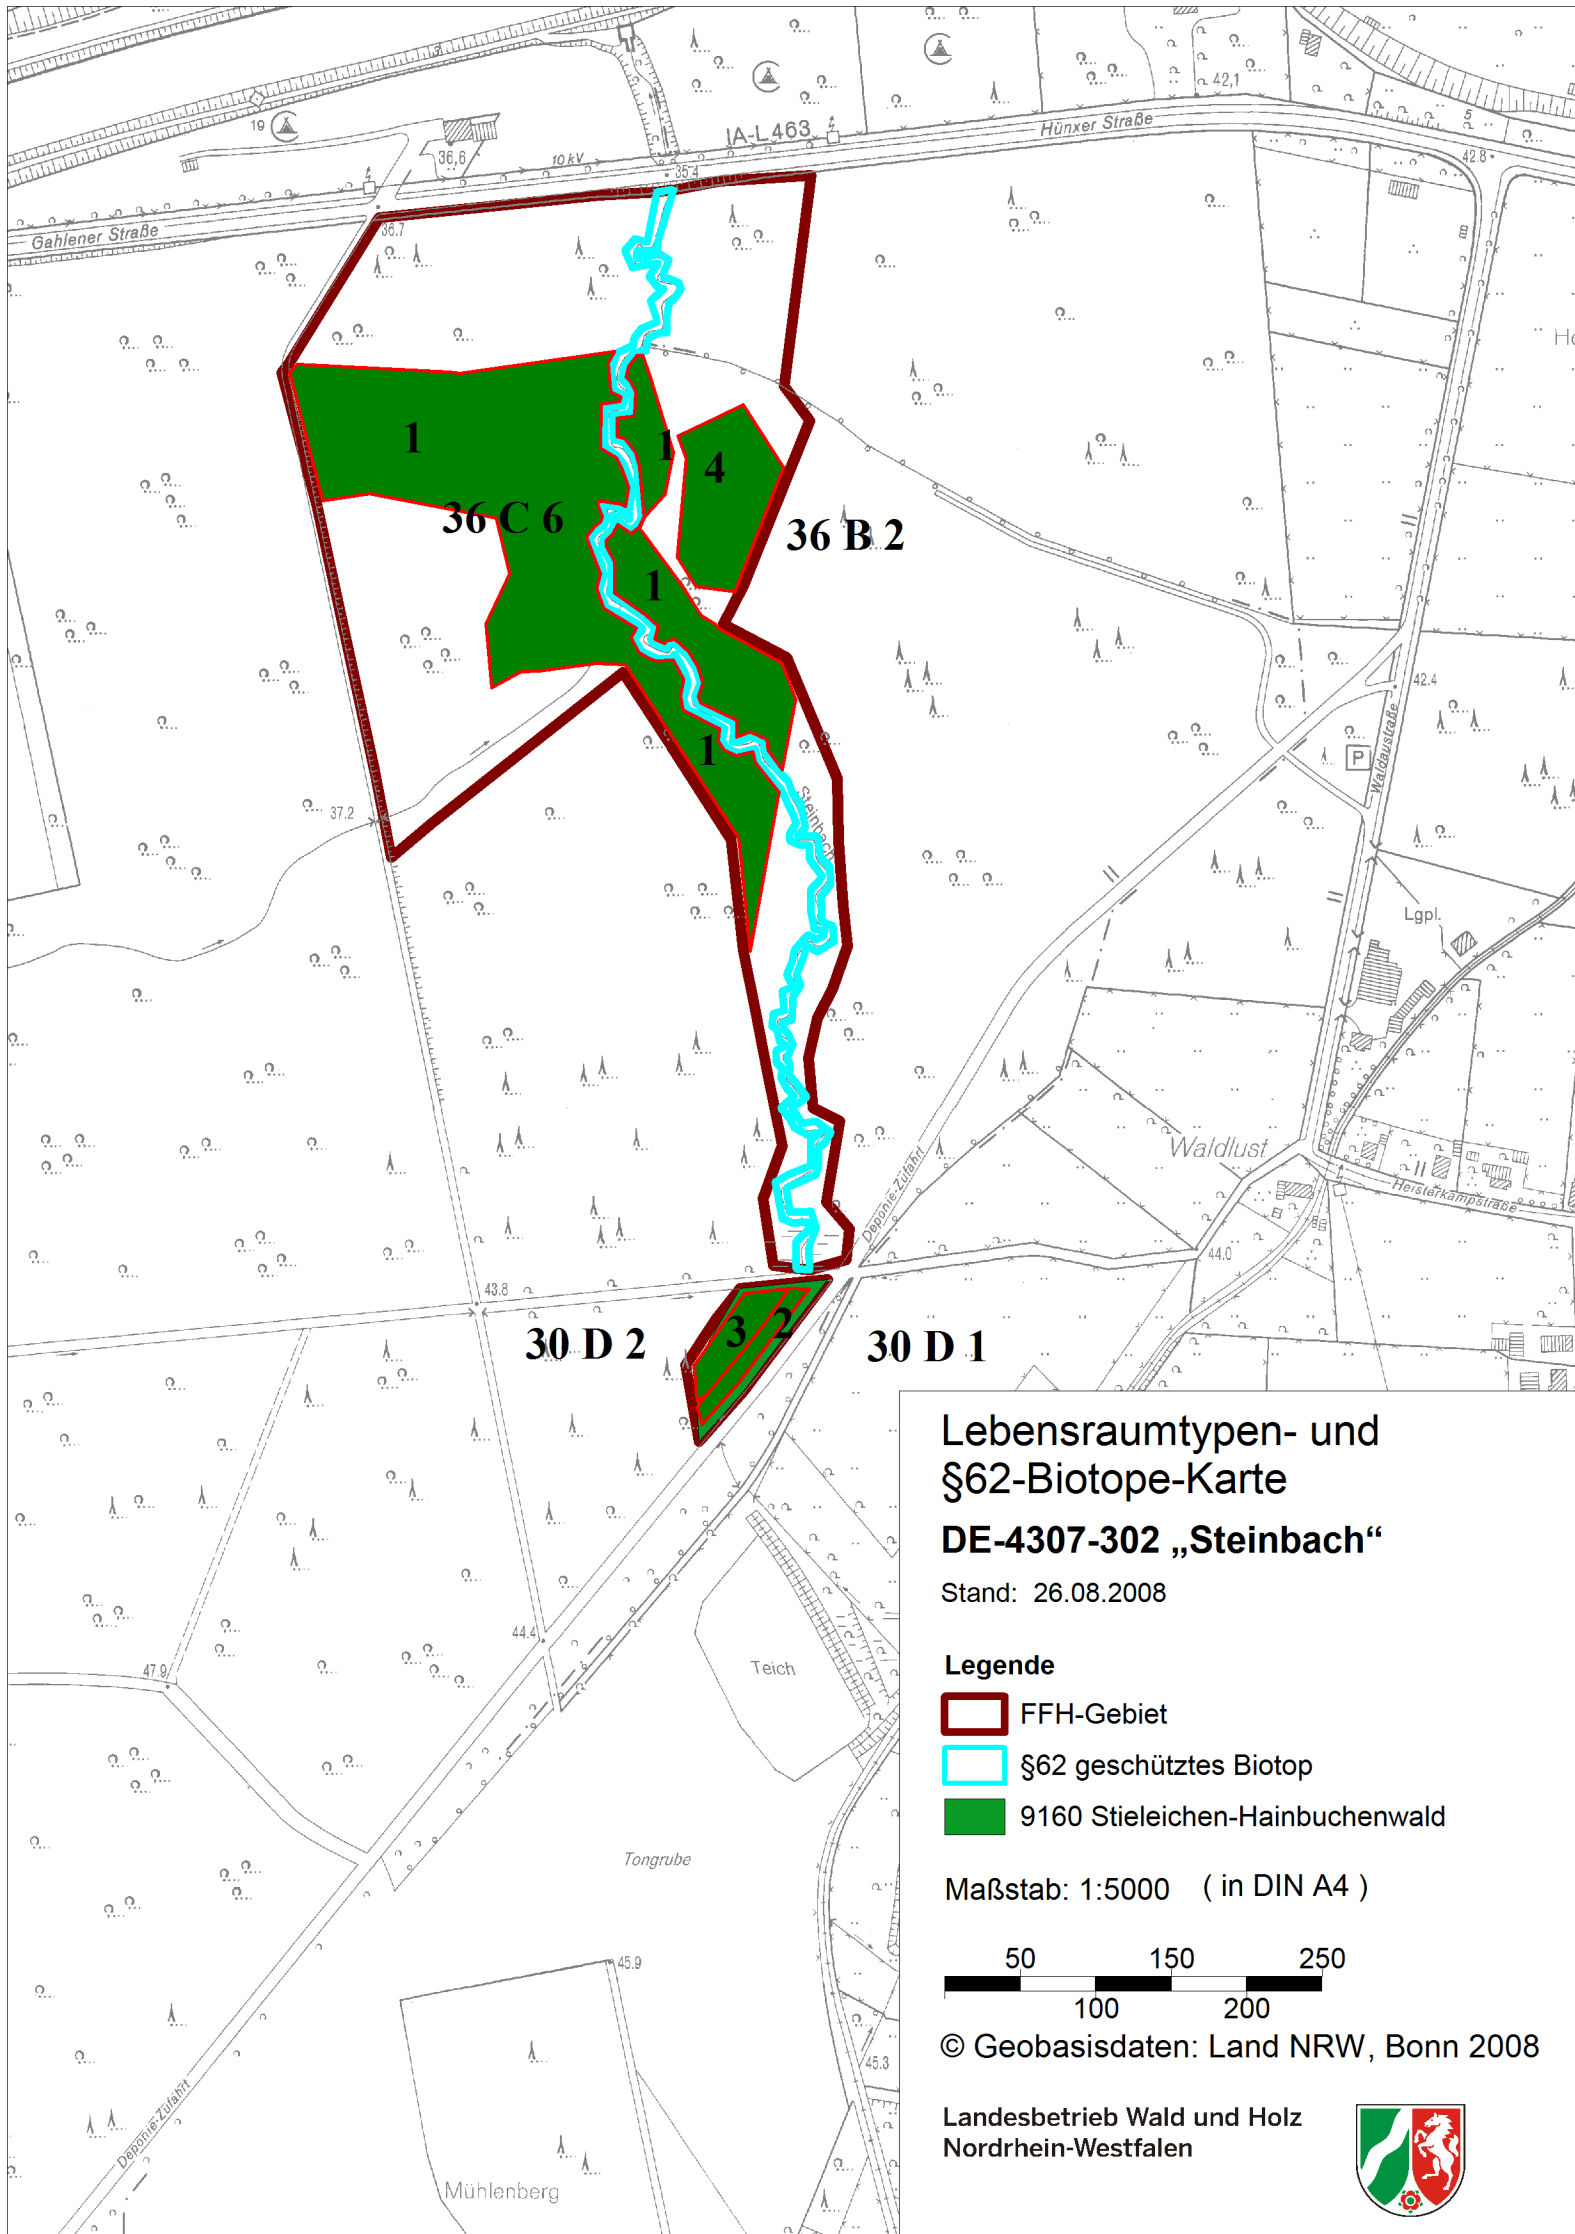 42,1
19
36,6
10 kV
JA-L 463
35.4
Hünxer Straße
5
42.8
Gahlener Straße
36.7
1
1
4
36 C 6
36 B 2
1
42.4
1
P
Waldaustraße
Steinbach
37.2
Lgpl.
Waldlust
Deponie-Zufahrt
Heisterkampstraße
44.0
43.8
3
2
30 D 2
30 D 1
44.4
47.9
Teich
Tongrube
45.9
45.3
Deponie-Zufahrt
Mühlenberg
Lebensraumtypen- und
§62-Biotope-Karte
DE-4307-302 „Steinbach“
Stand: 26.08.2008
Legende
FFH-Gebiet
§62 geschütztes Biotop
9160 Stieleichen-Hainbuchenwald
Maßstab: 1:5000 ( in DIN A4 )
50 150 250
100 200
© Geobasisdaten: Land NRW, Bonn 2008
Landesbetrieb Wald und Holz
Nordrhein-Westfalen